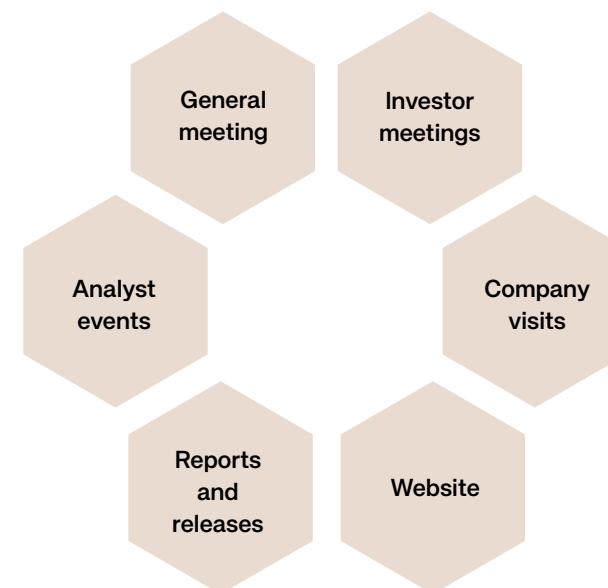 General
meeting
Investor
meetings
Analyst
events
Company
visits
Reports
and
releases
Website